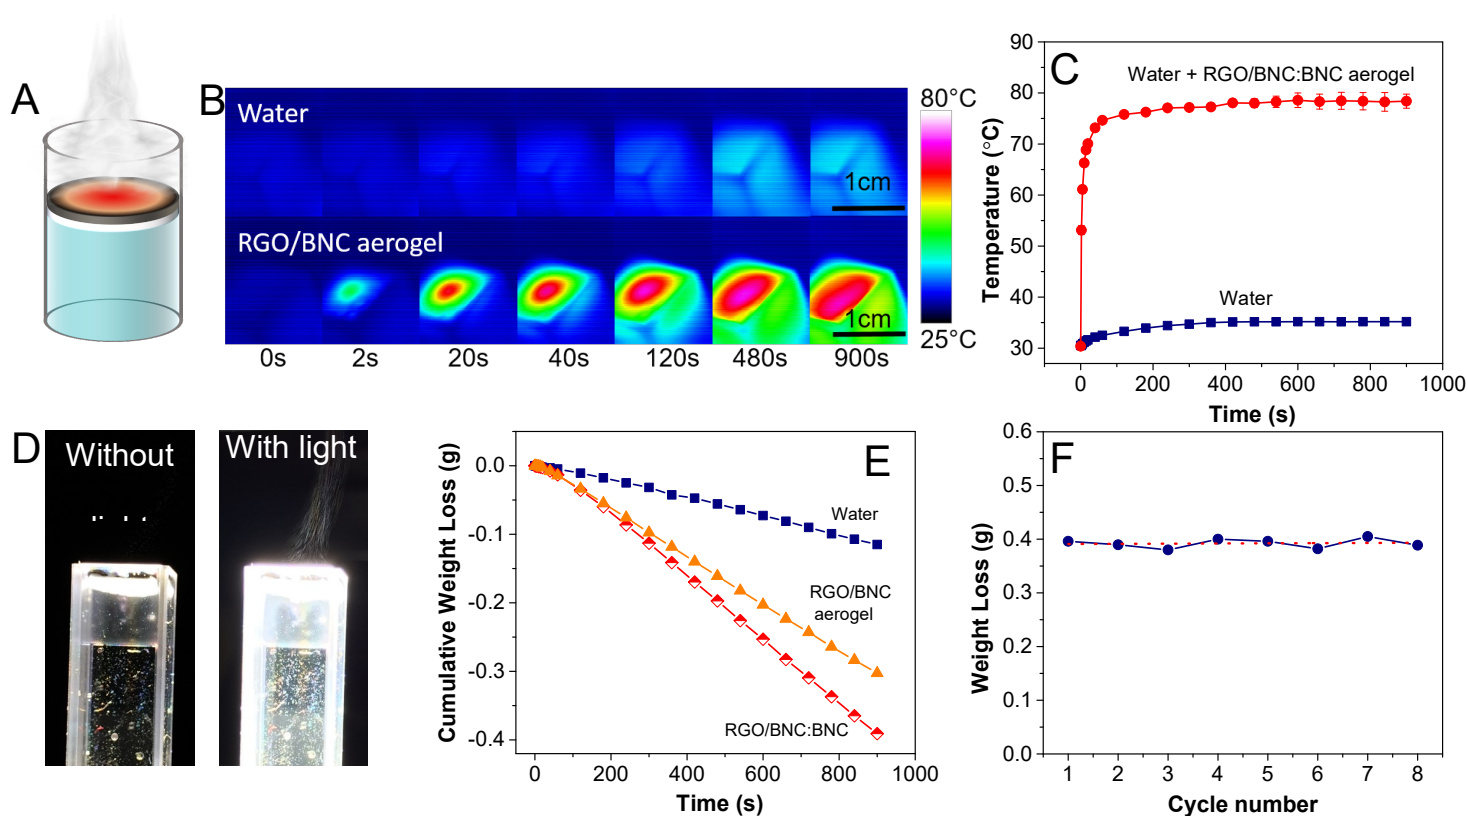 A
B
Water
RGO/BNC aerogel
1cm
1cm
0s 2s 20s 40s 120s 480s 900s
80°C
25°C
C
Water + RGO/BNC:BNC aerogel
Water
Temperature (°C)
90
80
70
60
50
40
30
0 200 400 600 800 1000
Time (s)
D
Without
With light
E
Cumulative Weight Loss (g)
0.0
-0.1
-0.2
-0.3
-0.4
Water
RGO/BNC
aerogel
RGO/BNC:BNC
0 200 400 600 800 1000
Time (s)
F
Weight Loss (g)
0.6
0.5
0.4
0.3
0.2
0.1
0.0
1 2 3 4 5 6 7 8
Cycle number